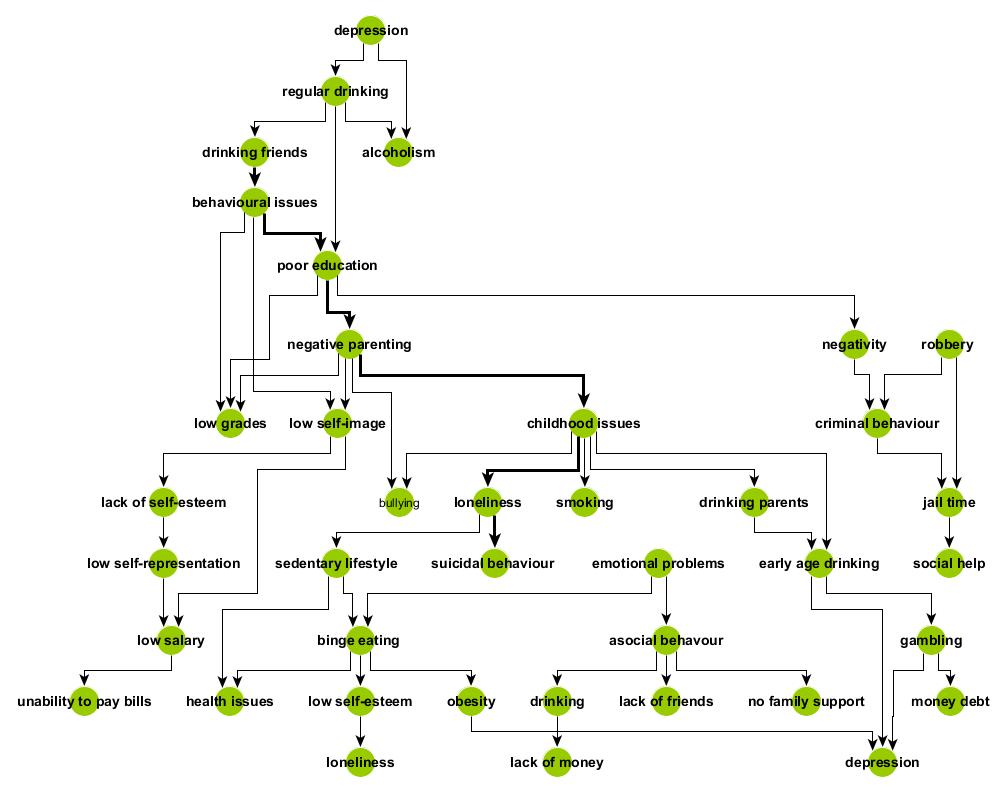 depression
regular drinking
drinking friends
alcoholism
behavioural issues
poor education
negative parenting
negativity
robbery
low grades
low self-image
childhood issues
criminal behaviour
lack of self-esteem
bullying
loneliness
smoking
drinking parents
jail time
low self-representation
sedentary lifestyle
suicidal behaviour
emotional problems
early age drinking
social help
low salary
binge eating
asocial behavour
gambling
unability to pay bills
health issues
low self-esteem
obesity
drinking
lack of friends
no family support
money debt
loneliness
lack of money
depression